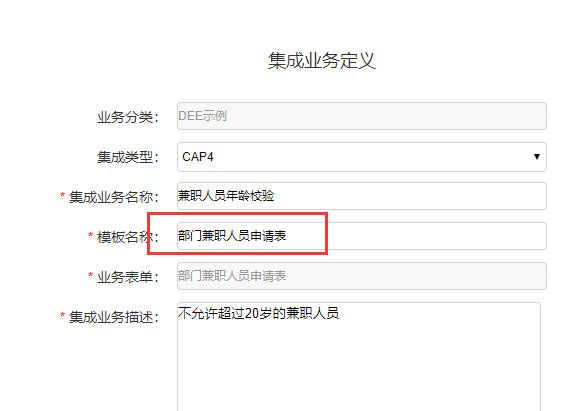 集成业务定义
业务分类： DEE示例
集成类型： CAP4
* 集成业务名称： 兼职人员年龄校验
* 模板名称： 部门兼职人员申请表
* 业务表单： 部门兼职人员申请表
* 集成业务描述： 不允许超过20岁的兼职人员